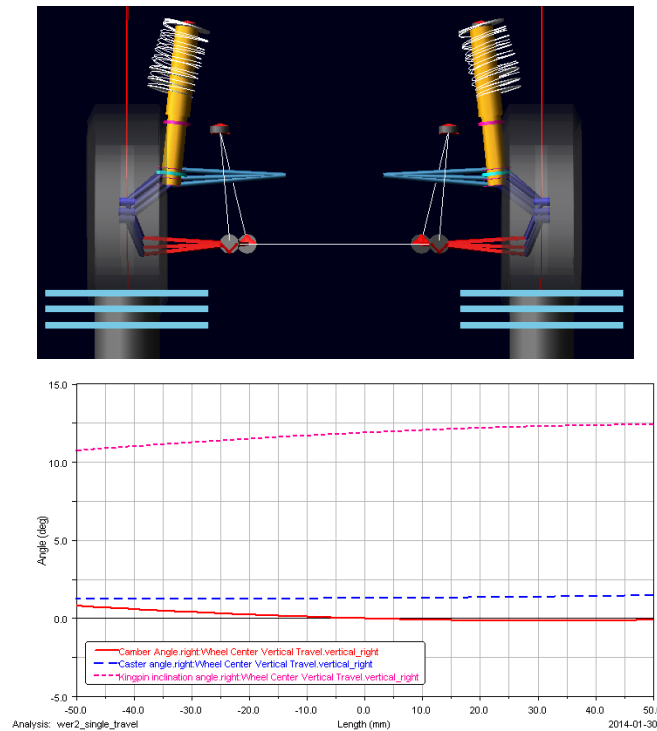 15.0
10.0
5.0
0.0
-5.0
Angle (deg)
Camber Angle.right:Wheel Center Vertical Travel.vertical_right
Caster angle.right:Wheel Center Vertical Travel.vertical_right
Kingpin inclination angle.right:Wheel Center Vertical Travel.vertical_right
-50.0 -40.0 -30.0 -20.0 -10.0 0.0 10.0 20.0 30.0 40.0 50.0
Analysis: wer2_single_travel Length (mm) 2014-01-30